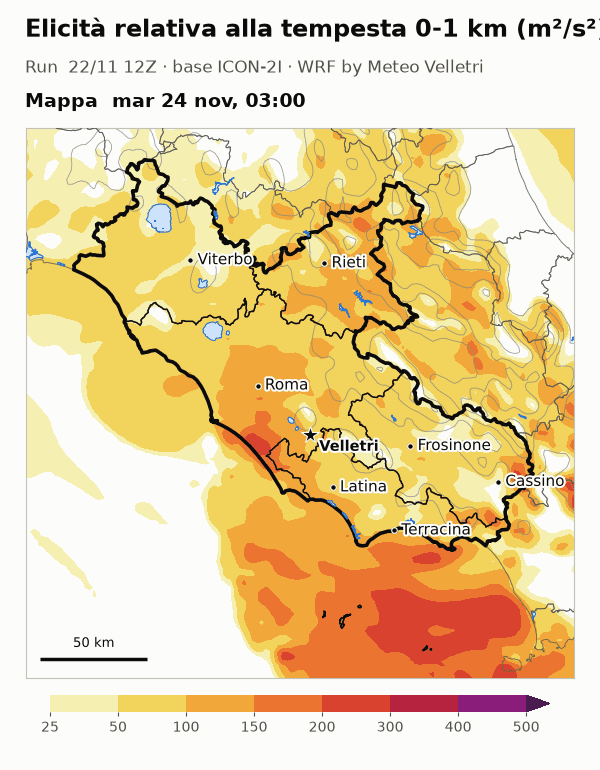 Elicità relativa alla tempesta 0-1 km (m²/s²)
Run 22/11 12Z · base ICON-2I · WRF by Meteo Velletri
Mappa mar 24 nov, 03:00
Viterbo
Rieti
Roma
Velletri
Frosinone
Cassino
Latina
Terracina
50 km
25 50 100 150 200 300 400 500